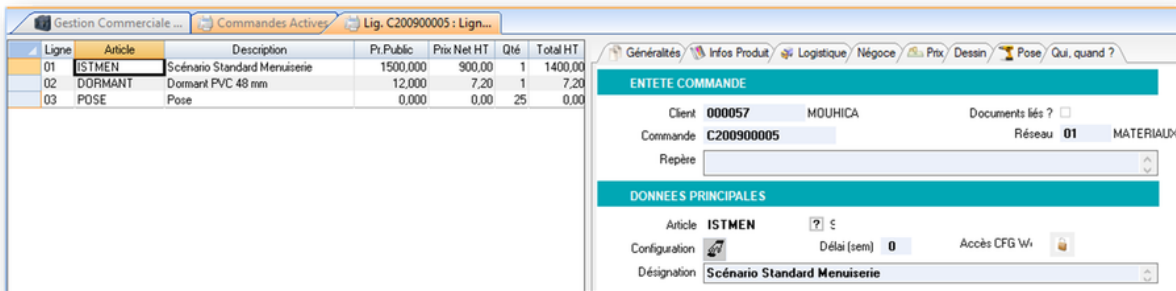 Gestion Commerciale ... Commandes Actives Lig. C200900005 : Lign...
Ligne Article Description Pr.Public Prix Net HT Qté Total HT
01 ISTMEN Scénario Standard Menuiserie 1500,000 900,00 1 1400,00
02 DORMANT Dormant PVC 48 mm 12,000 7,20 1 7,20
03 POSE Pose 0,000 0,00 25 0,00
Généralités Infos Produit Logistique Négoce Prix Dessin Pose Qui, quand ?
ENTETE COMMANDE
Client 000057 MOUHICA Documents liés ?
Commande C200900005 Réseau 01 MATERIAUX
Repère
DONNEES PRINCIPALES
Article ISTMEN ? S
Configuration Délai (sem) 0 Accès CFG W
Désignation Scénario Standard Menuiserie